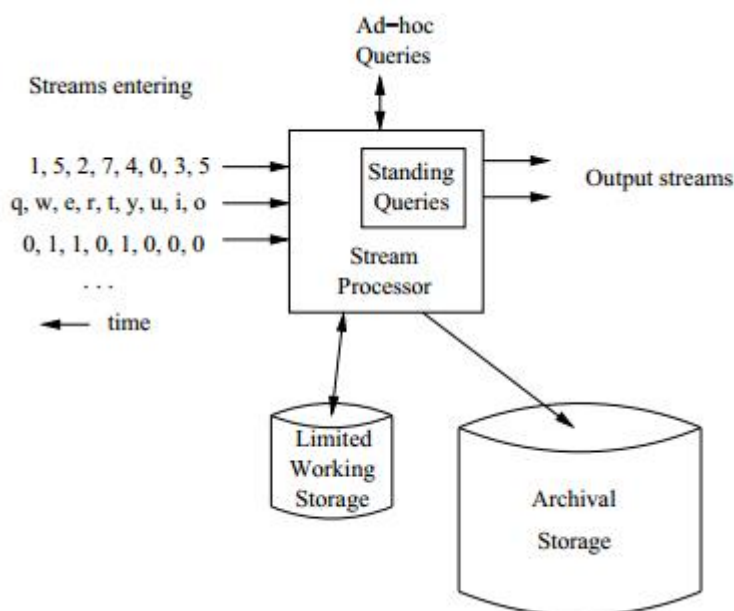 Ad-hoc
Queries
Streams entering
1, 5, 2, 7, 4, 0, 3, 5
q, w, e, r, t, y, u, i, o
0, 1, 1, 0, 1, 0, 0, 0
. . .
time
Standing
Queries
Stream
Processor
Output streams
Limited
Working
Storage
Archival
Storage